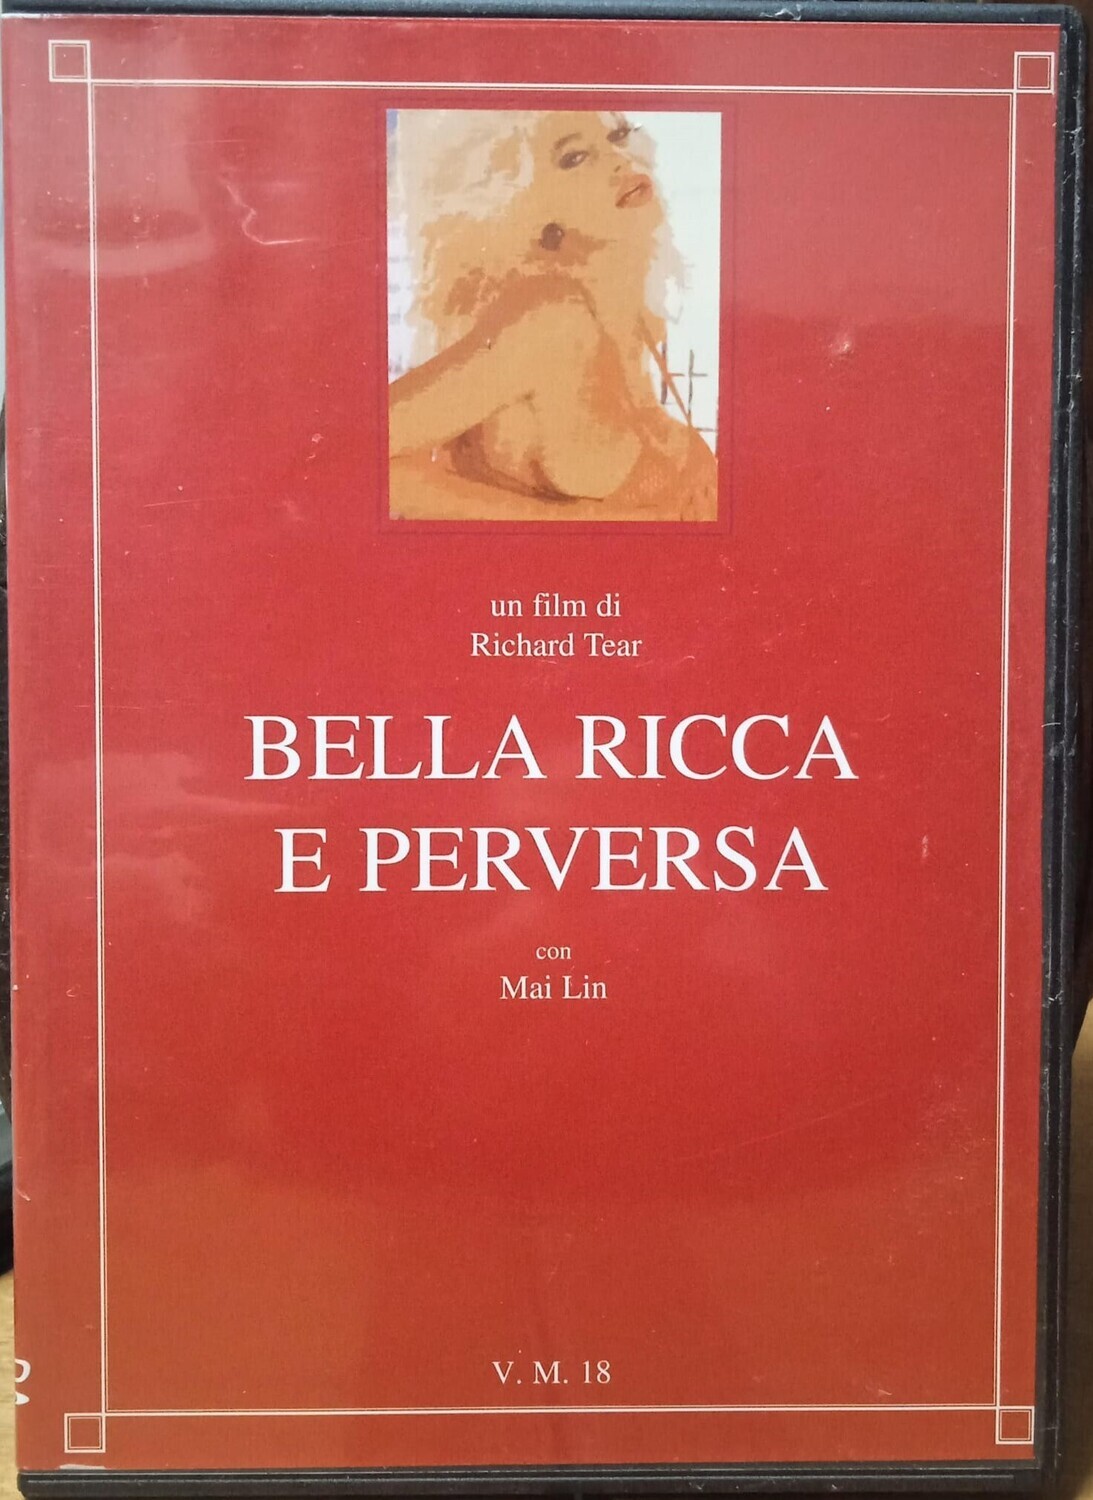 un film di
Richard Tear
BELLA RICCA
E PERVERSA
con
Mai Lin
V. M. 18